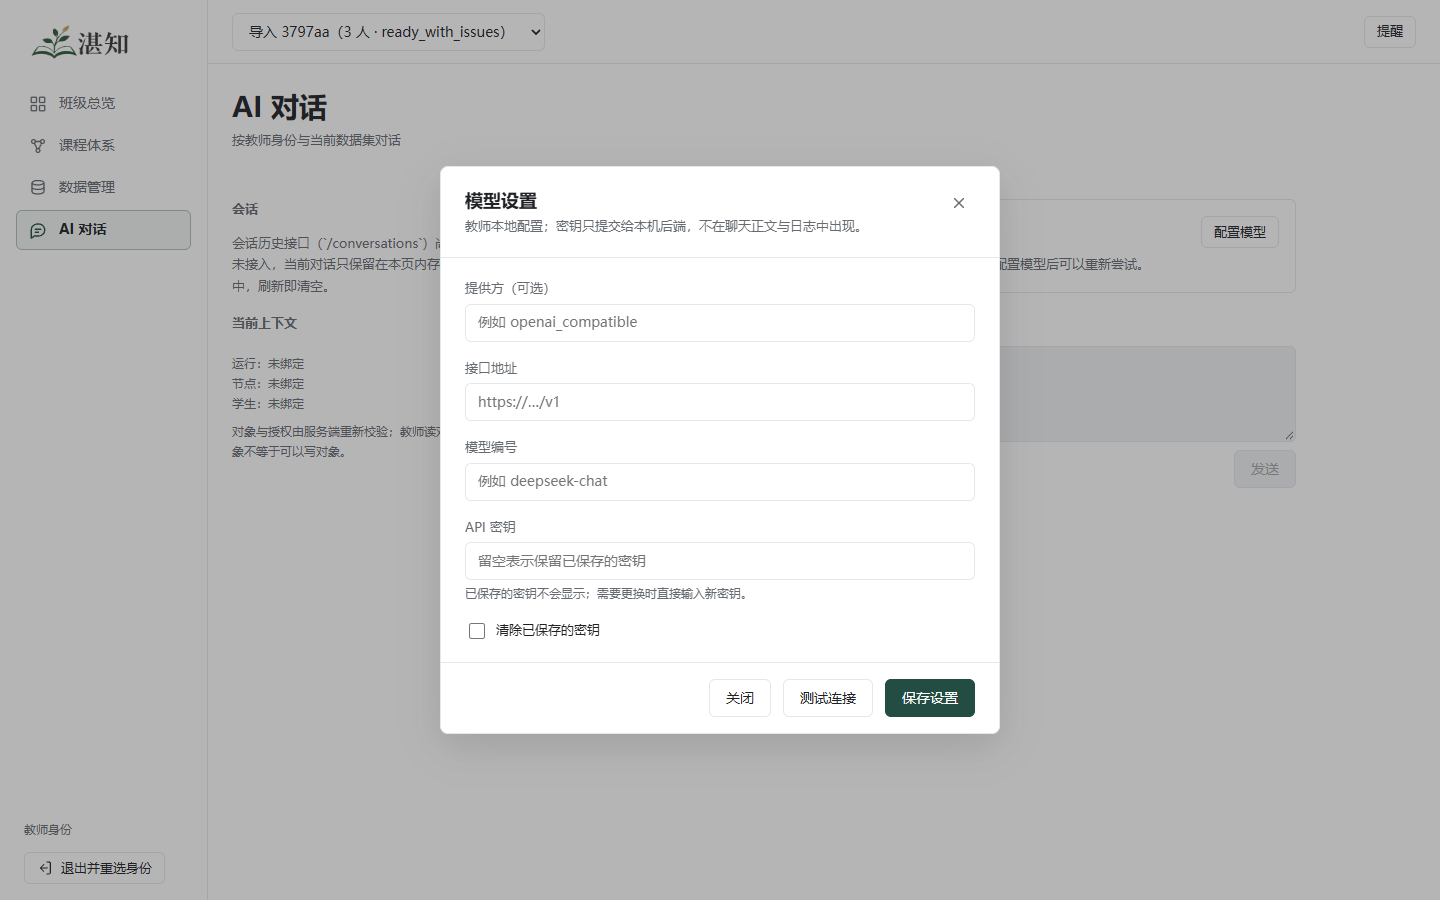 湛知
班级总览
课程体系
数据管理
AI 对话
教师身份
退出并重选身份
导入 3797aa（3 人 · ready_with_issues）
提醒
AI 对话
按教师身份与当前数据集对话
会话
会话历史接口（`/conversations`）尚
未接入，当前对话只保留在本页内存
中，刷新即清空。
当前上下文
运行：未绑定
节点：未绑定
学生：未绑定
对象与授权由服务端重新校验；教师读对
象不等于可以写对象。
配置模型
配置模型后可以重新尝试。
发送
模型设置
教师本地配置；密钥只提交给本机后端，不在聊天正文与日志中出现。
提供方（可选）
例如 openai_compatible
接口地址
https://.../v1
模型编号
例如 deepseek-chat
API 密钥
留空表示保留已保存的密钥
已保存的密钥不会显示；需要更换时直接输入新密钥。
清除已保存的密钥
关闭
测试连接
保存设置